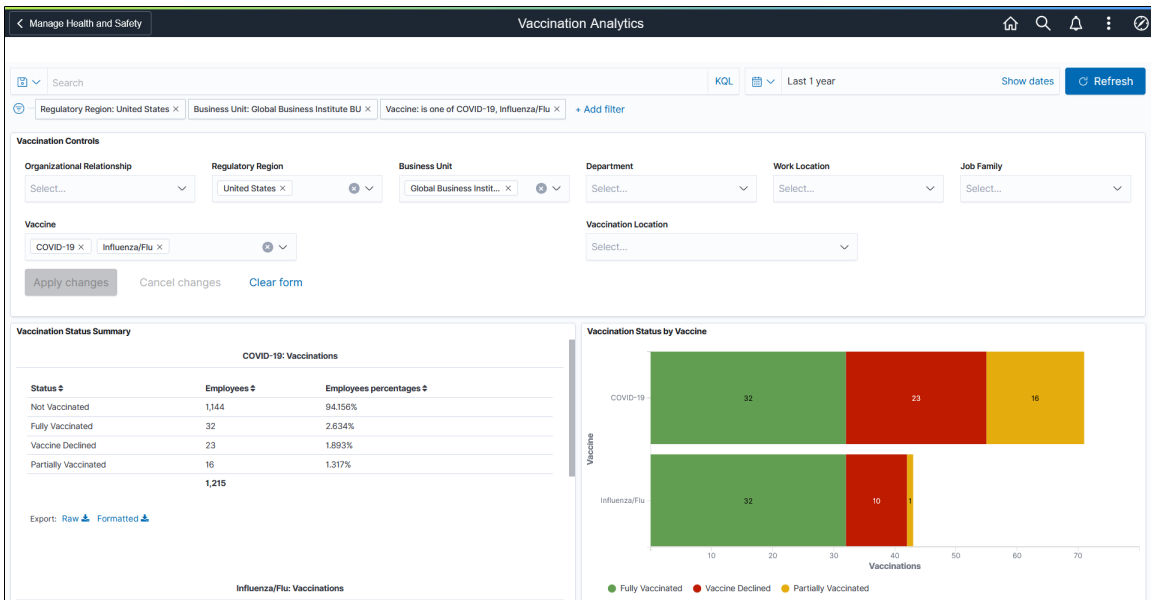 Manage Health and Safety
Vaccination Analytics
Search
KQL
Last 1 year
Show dates
Refresh
Regulatory Region: United States ×
Business Unit: Global Business Institute BU ×
Vaccine: is one of COVID-19, Influenza/Flu ×
+ Add filter
Vaccination Controls
Organizational Relationship
Regulatory Region
Business Unit
Department
Work Location
Job Family
Select...
United States ×
Global Business Instit... ×
Select...
Select...
Select...
Vaccine
Vaccination Location
COVID-19 ×
Influenza/Flu ×
Select...
Apply changes
Cancel changes
Clear form
Vaccination Status Summary
COVID-19: Vaccinations
Status Employees Employees percentages
Not Vaccinated 1,144 94.156%
Fully Vaccinated 32 2.634%
Vaccine Declined 23 1.893%
Partially Vaccinated 16 1.317%
1,215
Export: Raw Formatted
Influenza/Flu: Vaccinations
Vaccination Status by Vaccine
Vaccine
COVID-19 32 23 16
Influenza/Flu 32 10 1
10 20 30 40 50 60 70
Vaccinations
Fully Vaccinated Vaccine Declined Partially Vaccinated